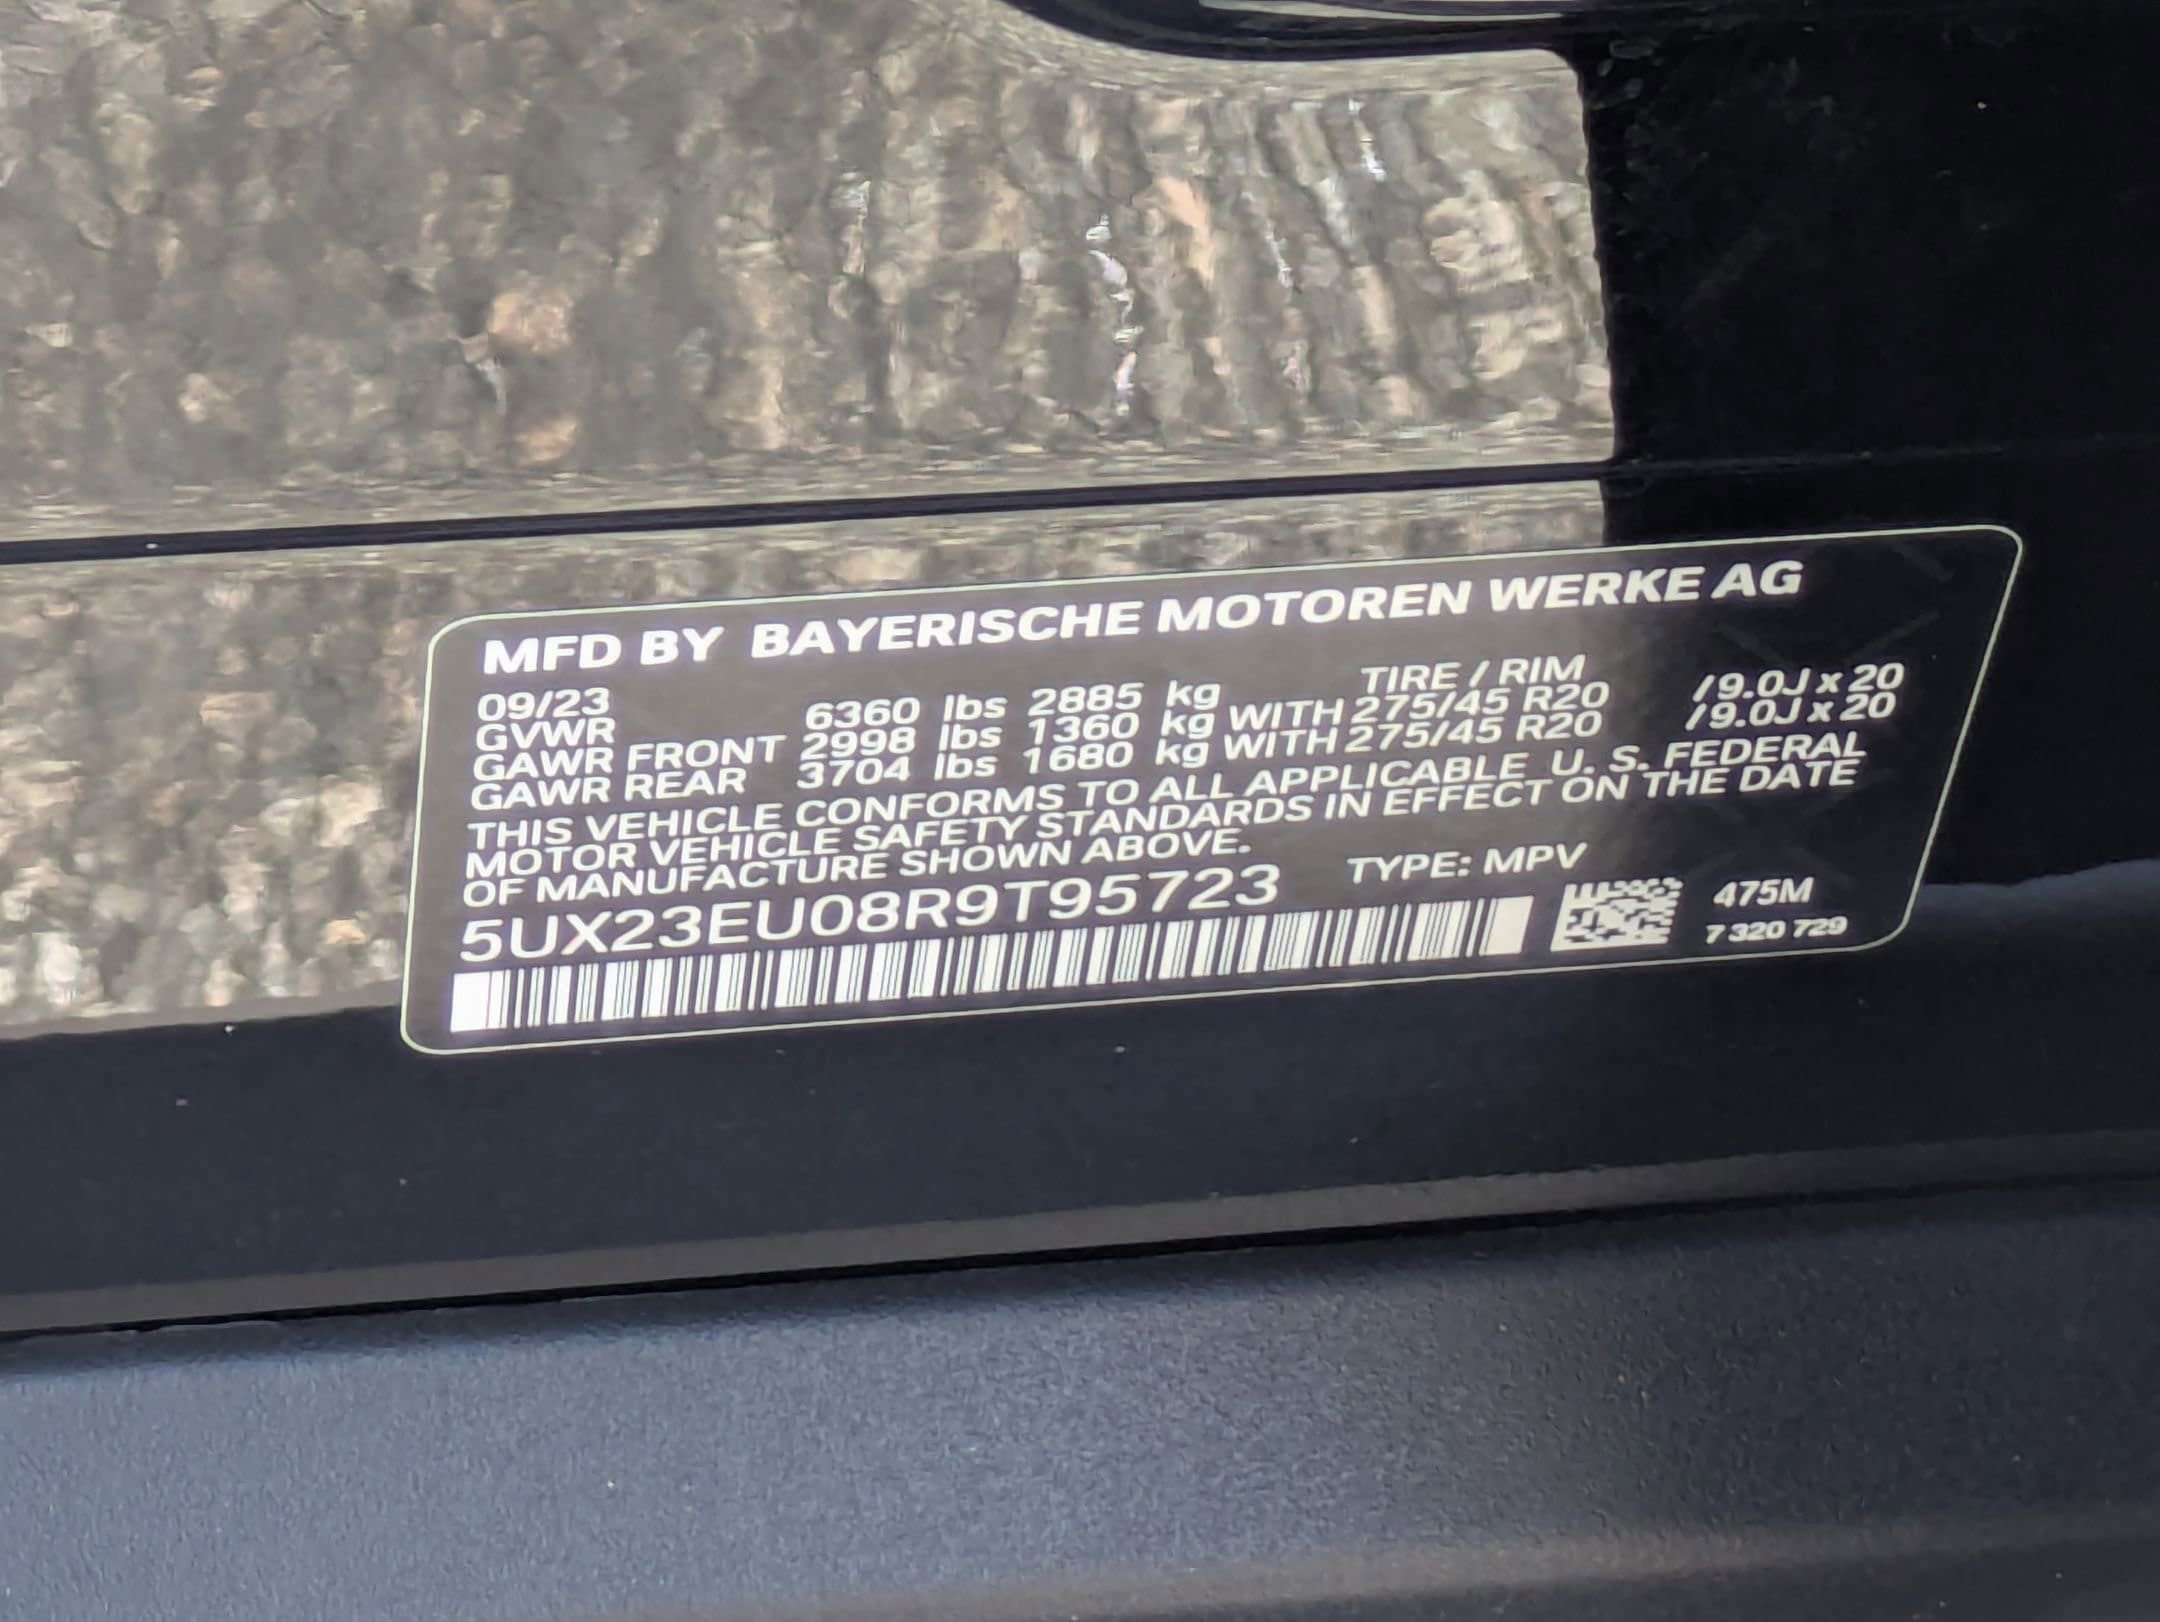 MFD BY BAYERISCHE MOTOREN WERKE AG
09/23 TIRE / RIM
GVWR 6360 lbs 2885 kg
GAWR FRONT 2998 lbs 1360 kg WITH 275/45 R20 /9.0J x 20
GAWR REAR 3704 lbs 1680 kg WITH 275/45 R20 /9.0J x 20
THIS VEHICLE CONFORMS TO ALL APPLICABLE U. S. FEDERAL
MOTOR VEHICLE SAFETY STANDARDS IN EFFECT ON THE DATE
OF MANUFACTURE SHOWN ABOVE.
5UX23EU08R9T95723 TYPE: MPV
475M
7 320 729